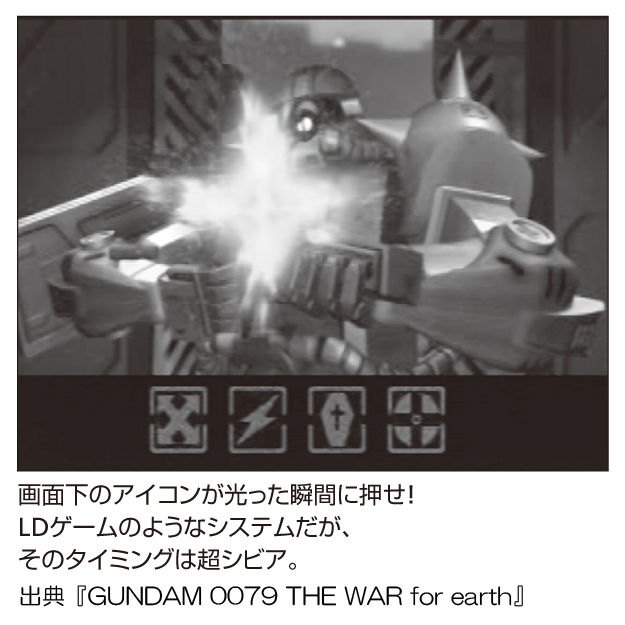 画面下のアイコンが光った瞬間に押せ!
LDゲームのようなシステムだが、
そのタイミングは超シビア。
出典『GUNDAM 0079 THE WAR for earth』